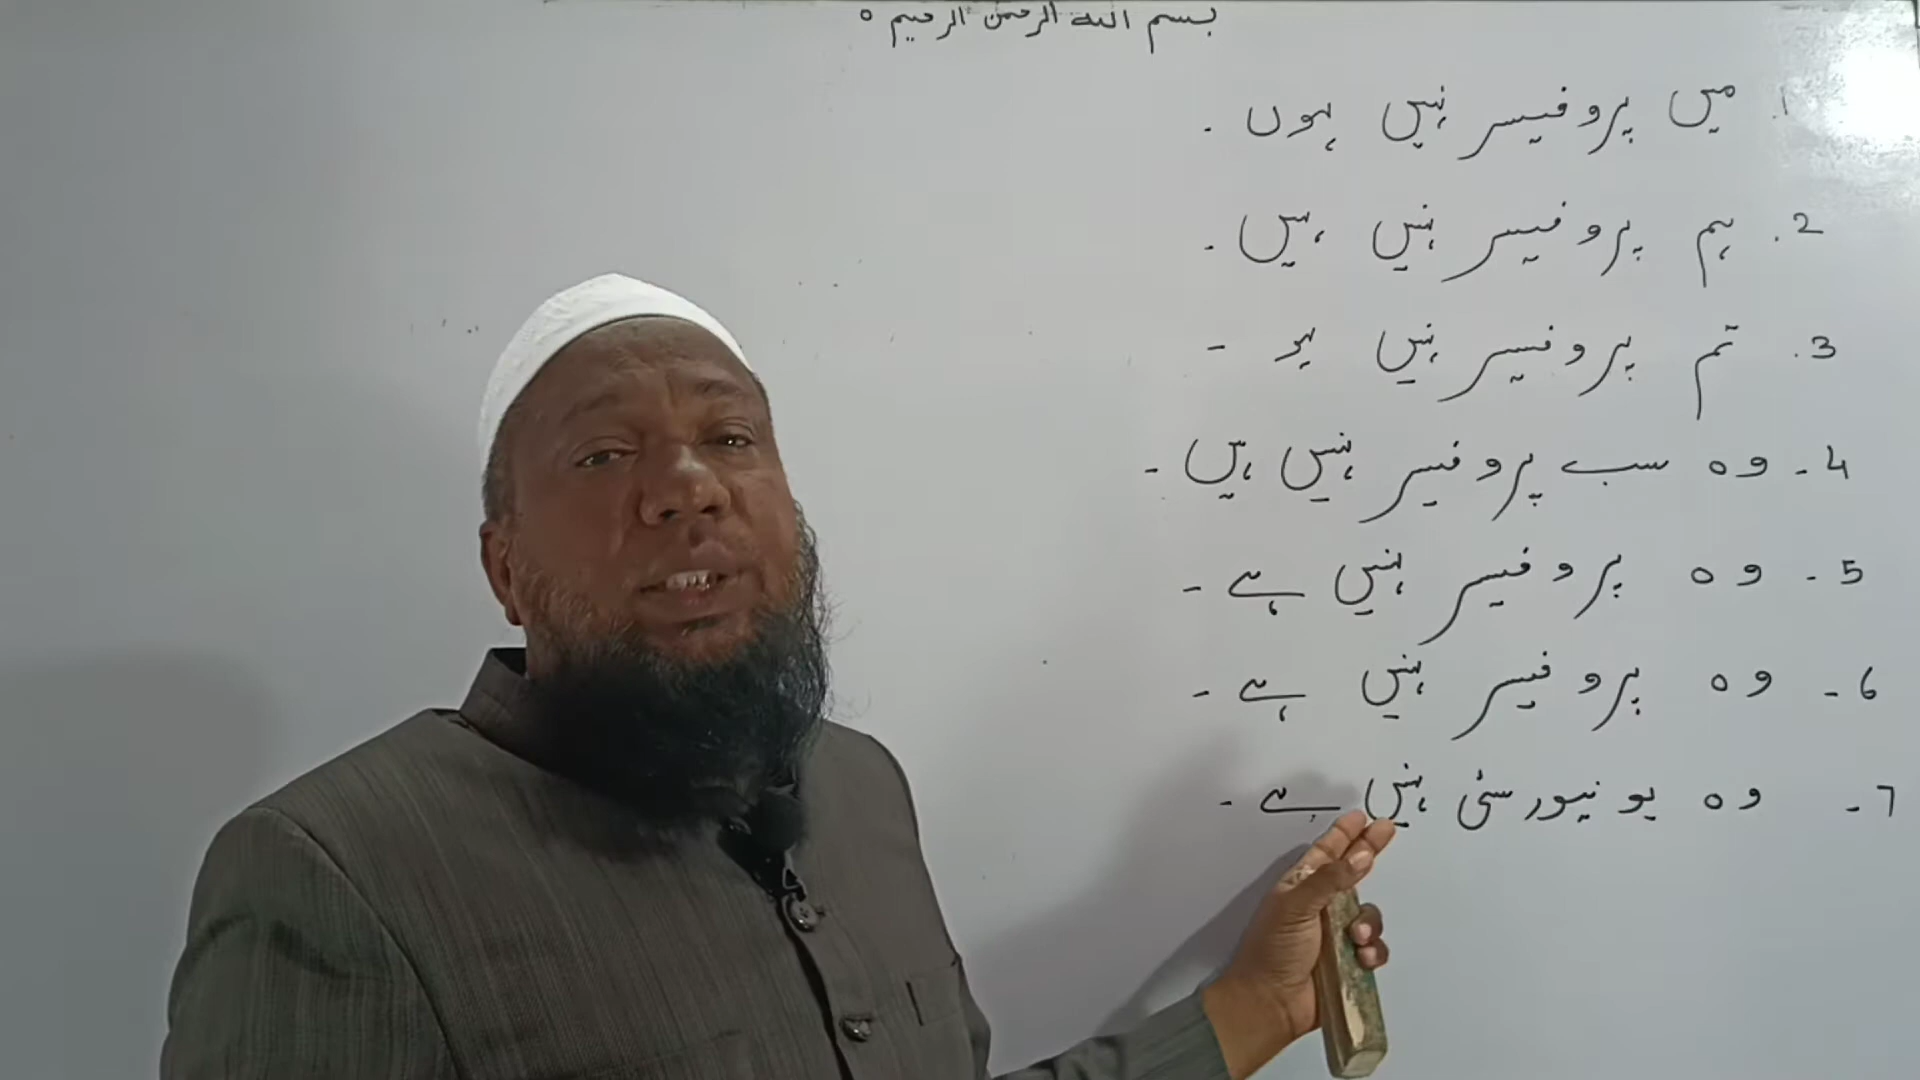 بسم الله الرحمن الرحيم ه
1. میں پروفیسر نہیں ہوں ۔
2. ہم پروفیسر نہیں ہیں ۔
3. تم پروفیسر نہیں ہو ۔
4۔ وہ سب پروفیسر نہیں ہیں ۔
5۔ وہ پروفیسر نہیں ہے ۔
6۔ وہ پروفیسر نہیں ہے ۔
7۔ وہ یونیورسٹی نہیں ہے ۔